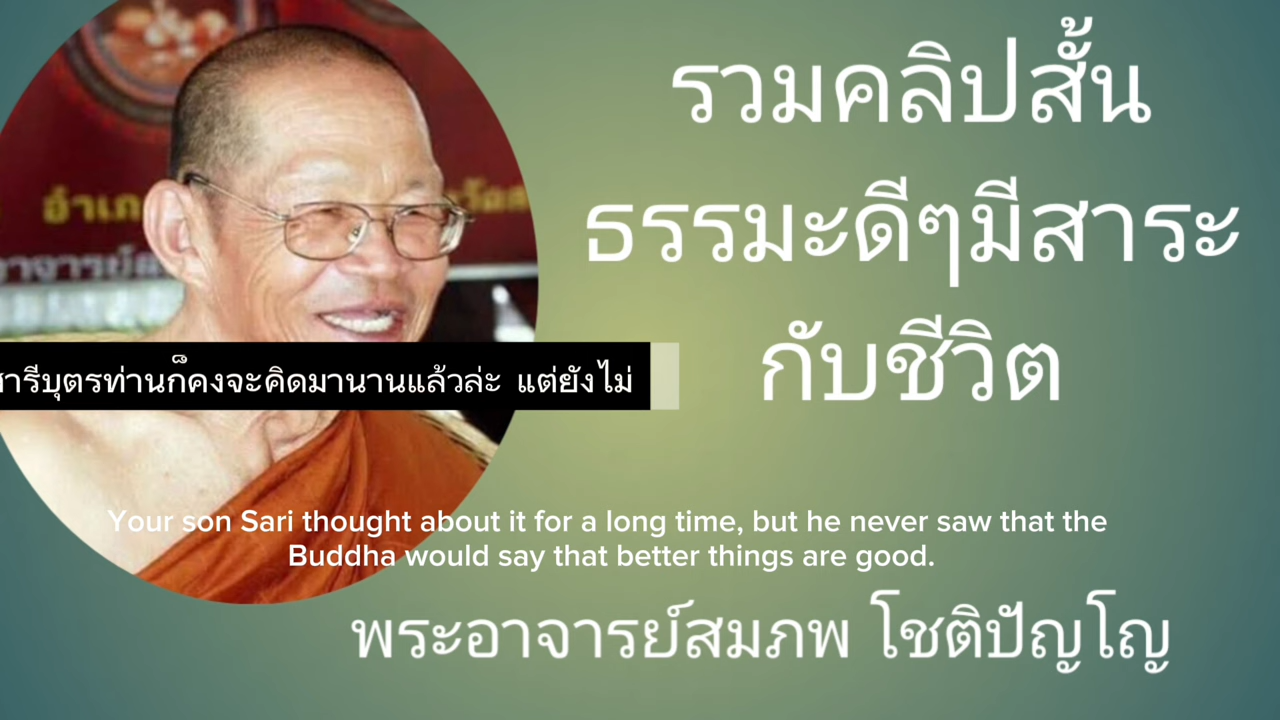 รวมคลิปสั้น
ธรรมะดีๆมีสาระ
กับชีวิต
อำเภ
สารีบุตรท่านก็คงจะคิดมานานแล้วล่ะ แต่ยังไม่
Your son Sari thought about it for a long time, but he never saw that the
Buddha would say that better things are good.
พระอาจารย์สมภพ โชติปัญโญ